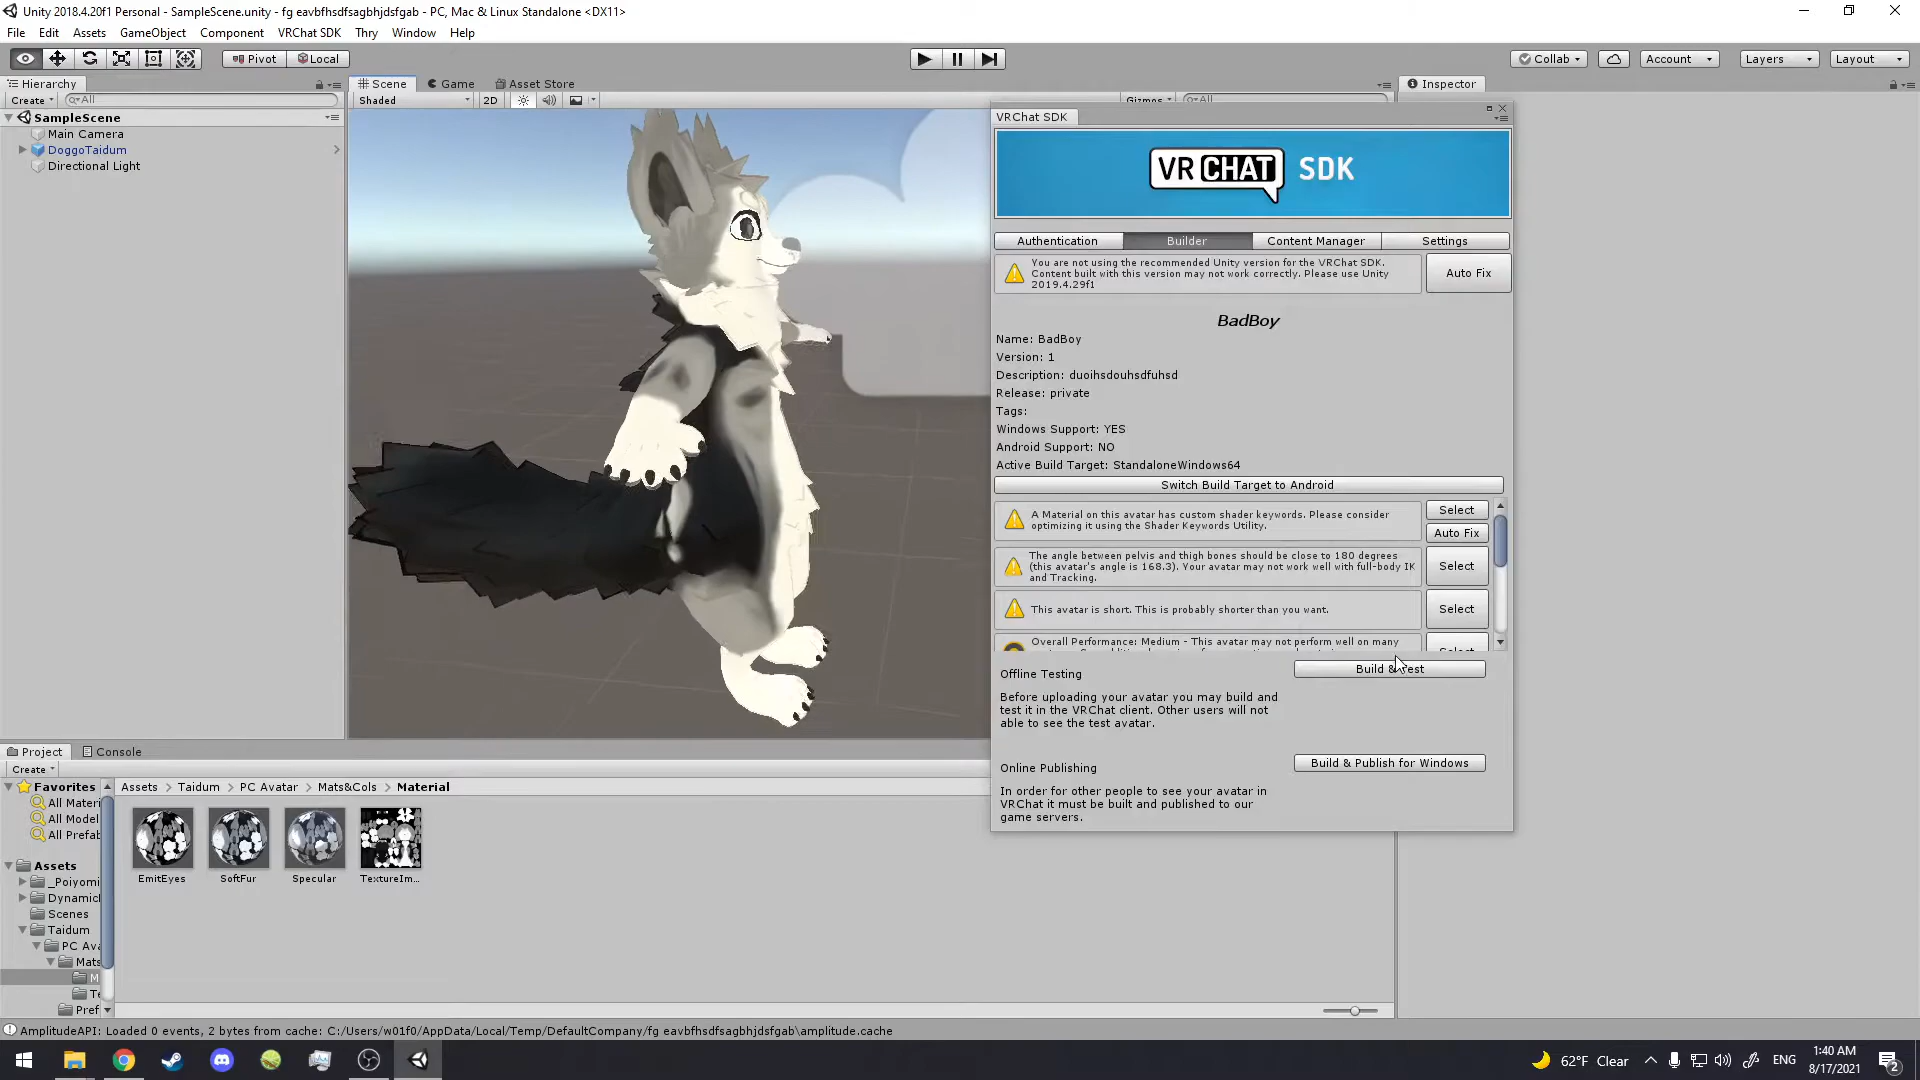 Unity 2018.4.20f1 Personal - SampleScene.unity - fg eavbfhsdfsagbhjdsfgab - PC, Mac & Linux Standalone <DX11>
File Edit Assets GameObject Component VRChat SDK Thry Window Help
Pivot Local Collab Account Layers Layout
Hierarchy Scene Game Asset Store Inspector
Create All Shaded 2D Gizmos All
SampleScene
Main Camera
DoggoTaidum
Directional Light
VRChat SDK
VR CHAT SDK
Authentication Builder Content Manager Settings
You are not using the recommended Unity version for the VRChat SDK.
Content built with this version may not work correctly. Please use Unity
2019.4.29f1
Auto Fix
BadBoy
Name: BadBoy
Version: 1
Description: duoihsdouhsdfuhsd
Release: private
Tags:
Windows Support: YES
Android Support: NO
Active Build Target: StandaloneWindows64
Switch Build Target to Android
A Material on this avatar has custom shader keywords. Please consider
optimizing it using the Shader Keywords Utility.
Select
Auto Fix
The angle between pelvis and thigh bones should be close to 180 degrees
(this avatar's angle is 168.3). Your avatar may not work well with full-body IK
and Tracking.
Select
This avatar is short. This is probably shorter than you want.
Select
Overall Performance: Medium - This avatar may not perform well on many
Select
Offline Testing
Build & Test
Before uploading your avatar you may build and
test it in the VRChat client. Other users will not
able to see the test avatar.
Online Publishing
Build & Publish for Windows
In order for other people to see your avatar in
VRChat it must be built and published to our
game servers.
Project Console
Create
Favorites
All Materi
All Model
All Prefab
Assets
_Poiyomi
Dynamic
Scenes
Taidum
PC Ava
Mats
M
Te
Pref
Assets Taidum PC Avatar Mats&Cols Material
EmitEyes SoftFur Specular TextureIm...
AmplitudeAPI: Loaded 0 events, 2 bytes from cache: C:/Users/w01f0/AppData/Local/Temp/DefaultCompany/fg eavbfhsdfsagbhjdsfgab\amplitude.cache
62°F Clear ENG 1:40 AM
8/17/2021
2